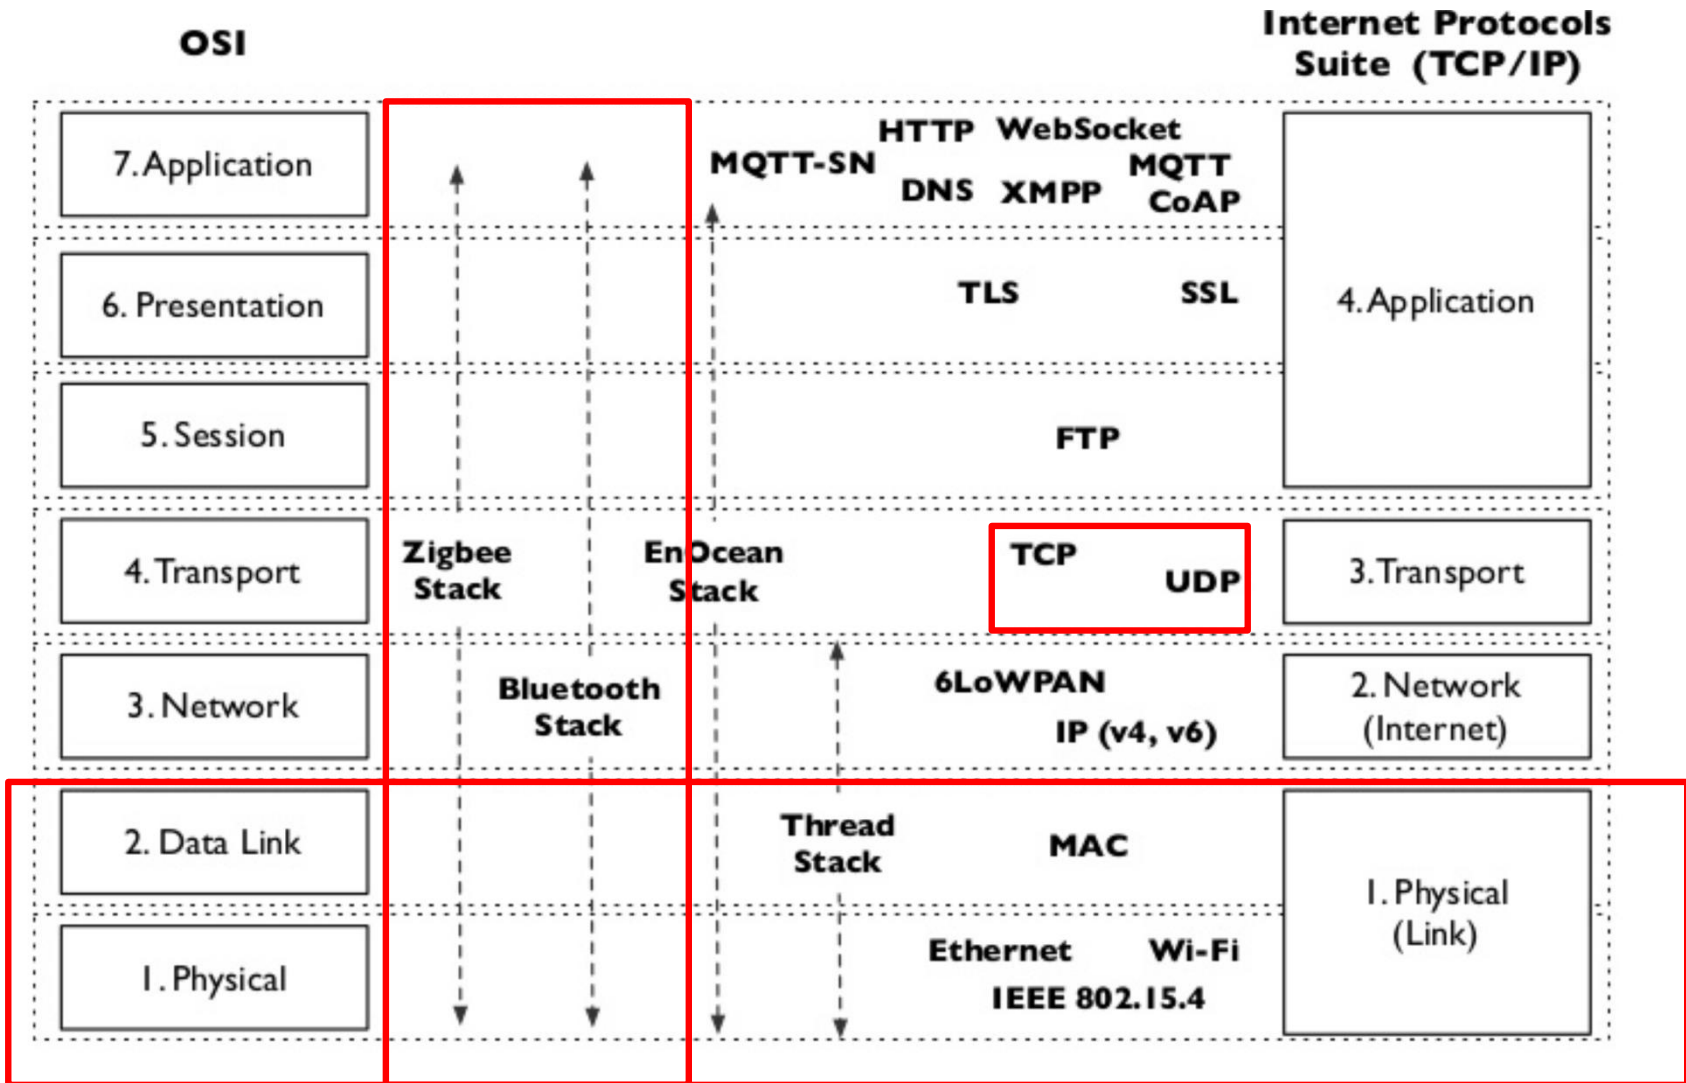 OSI
Internet Protocols
Suite (TCP/IP)
7. Application
HTTP WebSocket
MQTT-SN
MQTT
DNS XMPP
CoAP
6. Presentation
TLS SSL
4. Application
5. Session
FTP
4. Transport
Zigbee
Stack
EnOcean
Stack
TCP
UDP
3. Transport
3. Network
Bluetooth
Stack
6LoWPAN
IP (v4, v6)
2. Network
(Internet)
2. Data Link
Thread
Stack
MAC
1. Physical
(Link)
1. Physical
Ethernet Wi-Fi
IEEE 802.15.4